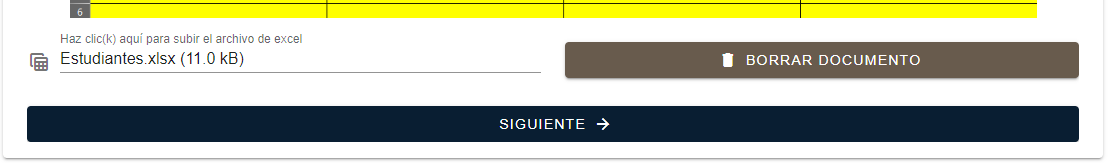 6
Haz clic(k) aquí para subir el archivo de excel
Estudiantes.xlsx (11.0 kB)
BORRAR DOCUMENTO
SIGUIENTE